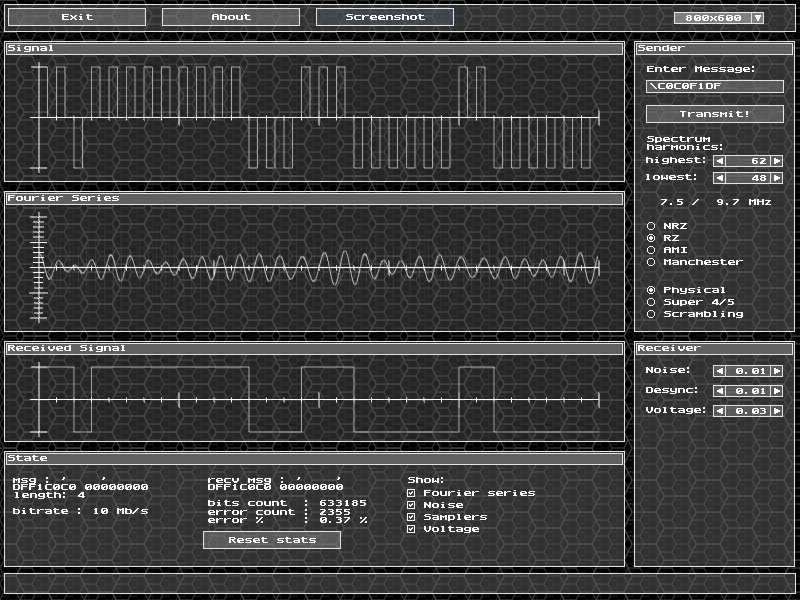 Exit About Screenshot 800x600
Signal
Sender
Enter Message:
\C0C0F1DF
Transmit!
Spectrum
harmonics:
highest: 62
lowest: 48
7.5 / 9.7 MHz
NRZ
RZ
AMI
Manchester
Physical
Super 4/5
Scrambling
Fourier Series
Received Signal
Receiver
Noise: 0.01
Desync: 0.01
Voltage: 0.03
State
msg : ' '
DFF1C0C0 00000000
length: 4
bitrate : 10 Mb/s
recv msg : ' '
DFF1C0C0 00000000
bits count : 633185
error count : 2355
error % : 0.37 %
Reset stats
Show:
Fourier series
Noise
Samplers
Voltage